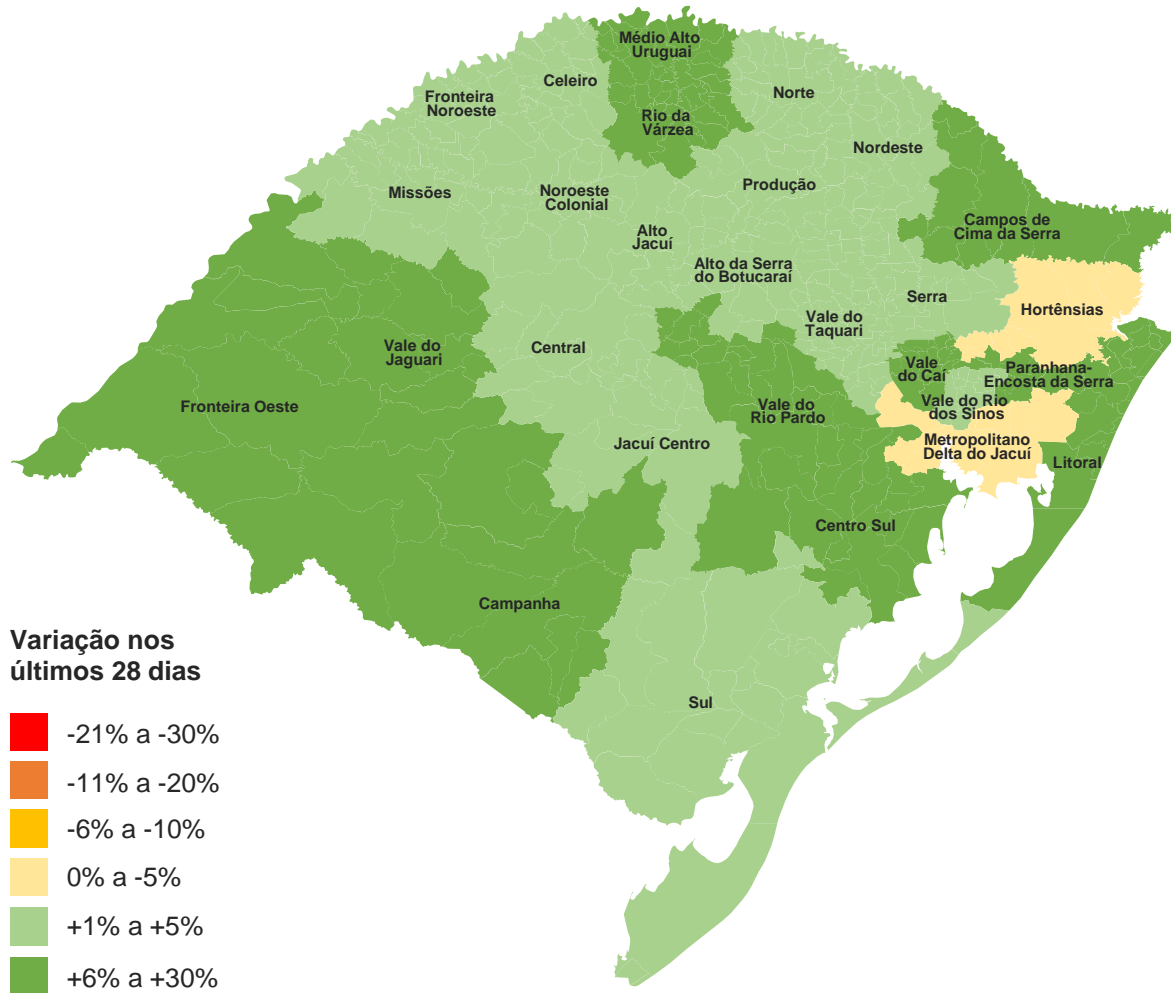 Médio Alto
Uruguai
Celeiro
Norte
Fronteira
Noroeste
Rio da
Várzea
Nordeste
Missões
Noroeste
Colonial
Produção
Alto
Jacuí
Campos de
Cima da Serra
Alto da Serra
do Botucaraí
Serra
Hortênsias
Vale do
Taquari
Vale do
Jaguari
Central
Vale
do Caí
Paranhana-
Encosta da Serra
Fronteira Oeste
Vale do
Rio Pardo
Vale do Rio
dos Sinos
Jacuí Centro
Metropolitano
Delta do Jacuí
Litoral
Centro Sul
Campanha
Sul
Variação nos
últimos 28 dias
-21% a -30%
-11% a -20%
-6% a -10%
0% a -5%
+1% a +5%
+6% a +30%